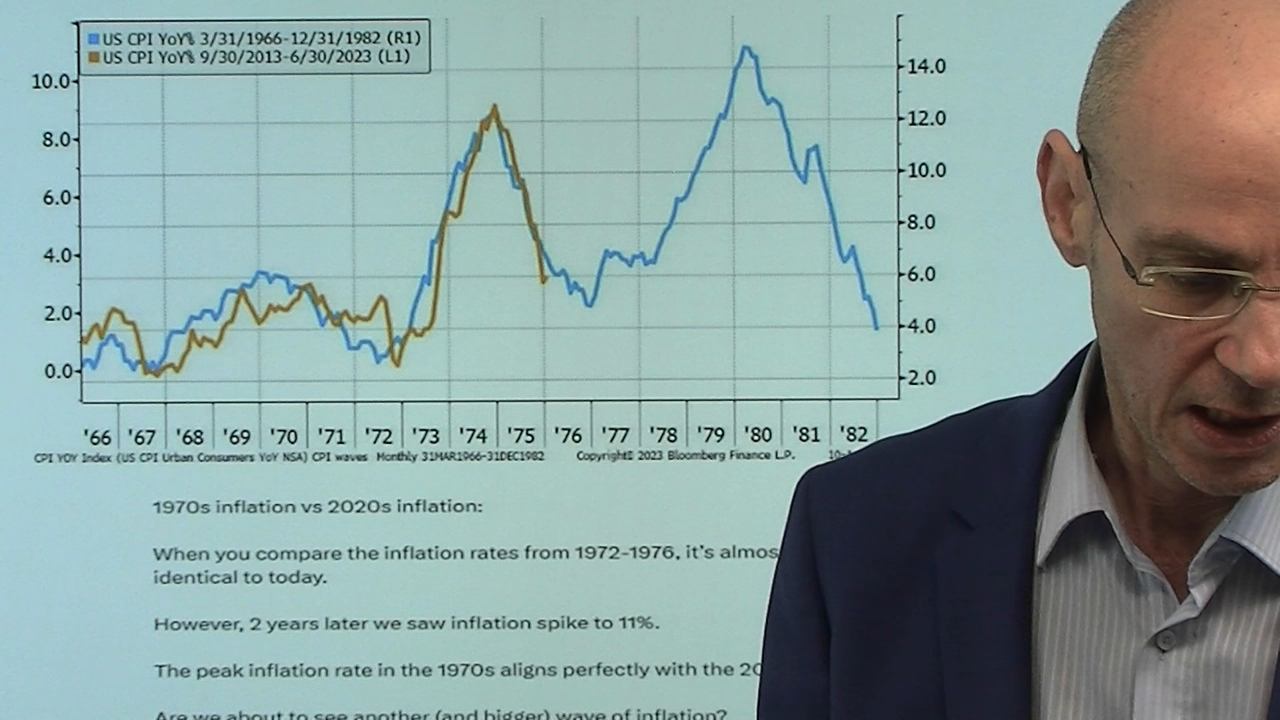 US CPI YoY% 3/31/1966-12/31/1982 (R1)
US CPI YoY% 9/30/2013-6/30/2023 (L1)
10.0
8.0
6.0
4.0
2.0
0.0
14.0
12.0
10.0
8.0
6.0
4.0
2.0
'66 '67 '68 '69 '70 '71 '72 '73 '74 '75 '76 '77 '78 '79 '80 '81 '82
CPI YOY Index (US CPI Urban Consumers YoY NSA) CPI waves Monthly 31MAR1966-31DEC1982 Copyright© 2023 Bloomberg Finance L.P.
1970s inflation vs 2020s inflation:
When you compare the inflation rates from 1972-1976, it's almos
identical to today.
However, 2 years later we saw inflation spike to 11%.
The peak inflation rate in the 1970s aligns perfectly with the 20
Are we about to see another (and bigger) wave of inflation?